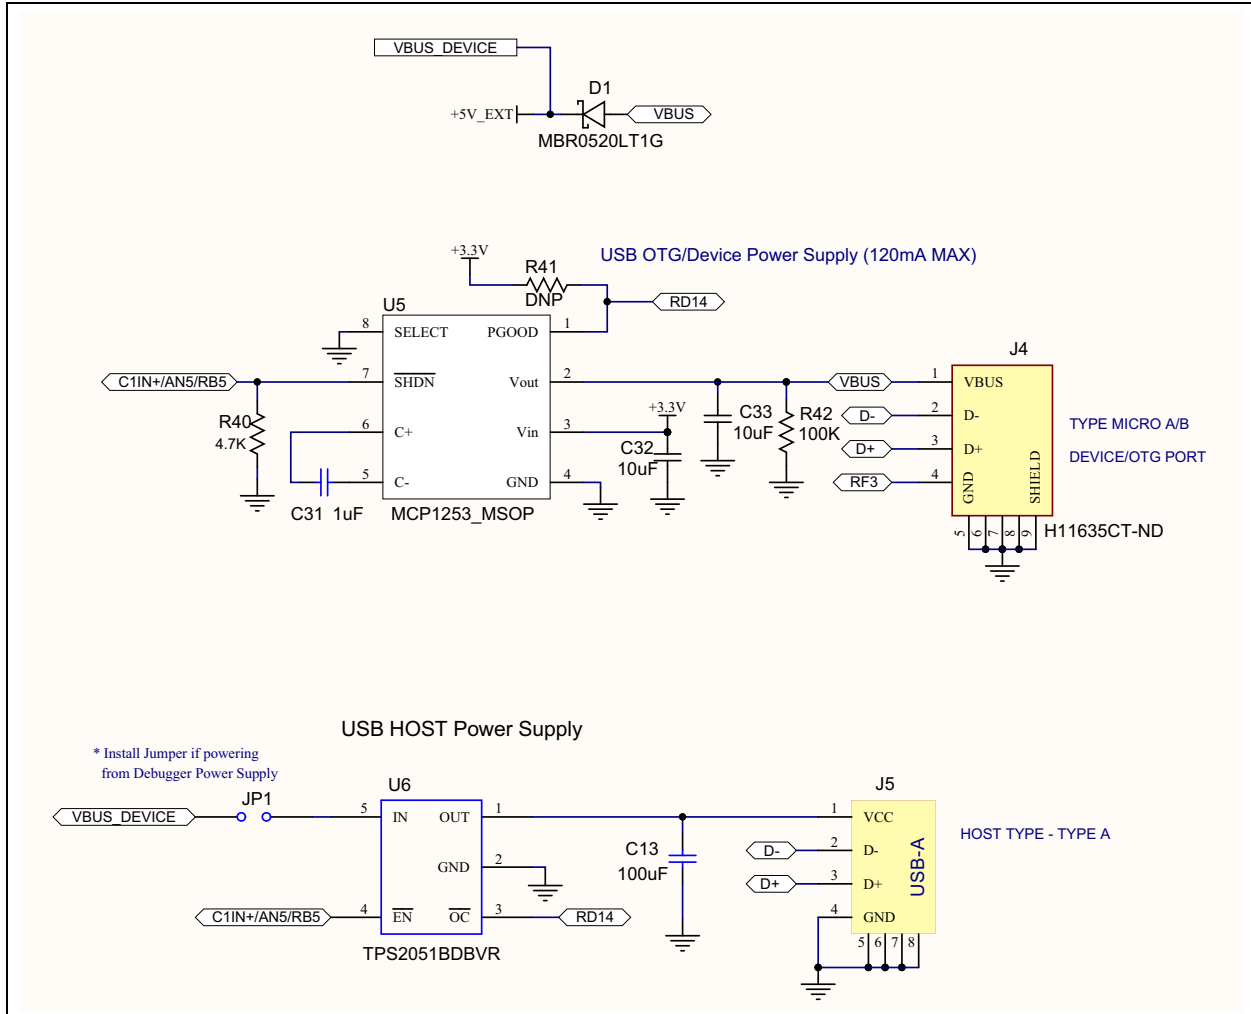 VBUS_DEVICE
D1
+5V_EXT
VBUS
MBR0520LT1G
+3.3V
USB OTG/Device Power Supply (120mA MAX)
R41
DNP
RD14
U5
8
SELECT
PGOOD
1
J4
C1IN+/AN5/RB5
7
SHDN
Vout
2
VBUS
1
VBUS
R40
4.7K
+3.3V
C33
10uF
R42
100K
D-
2
D-
TYPE MICRO A/B
6
C+
Vin
3
C32
10uF
D+
3
D+
DEVICE/OTG PORT
5
C-
GND
4
RF3
4
GND
SHIELD
C31 1uF
MCP1253_MSOP
5
6
7
8
9
H11635CT-ND
USB HOST Power Supply
* Install Jumper if powering
from Debugger Power Supply
JP1
U6
J5
VBUS_DEVICE
5
IN
OUT
1
1
VCC
HOST TYPE - TYPE A
C13
100uF
D-
2
D-
GND
2
D+
3
D+
USB-A
C1IN+/AN5/RB5
4
EN
OC
3
RD14
4
GND
TPS2051BDBVR
5
6
7
8